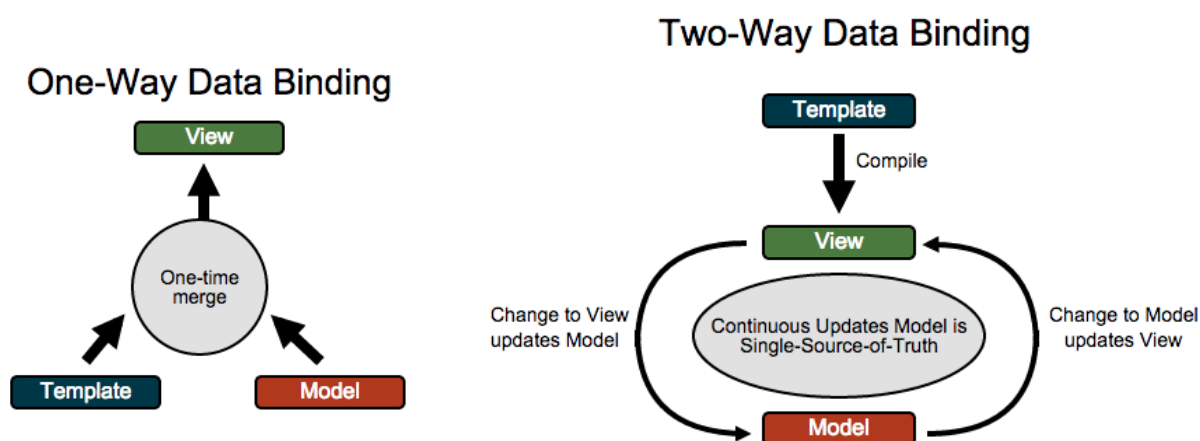 One-Way Data Binding
View
One-time
merge
Template
Model
Two-Way Data Binding
Template
Compile
View
Change to View
updates Model
Continuous Updates Model is
Single-Source-of-Truth
Change to Model
updates View
Model